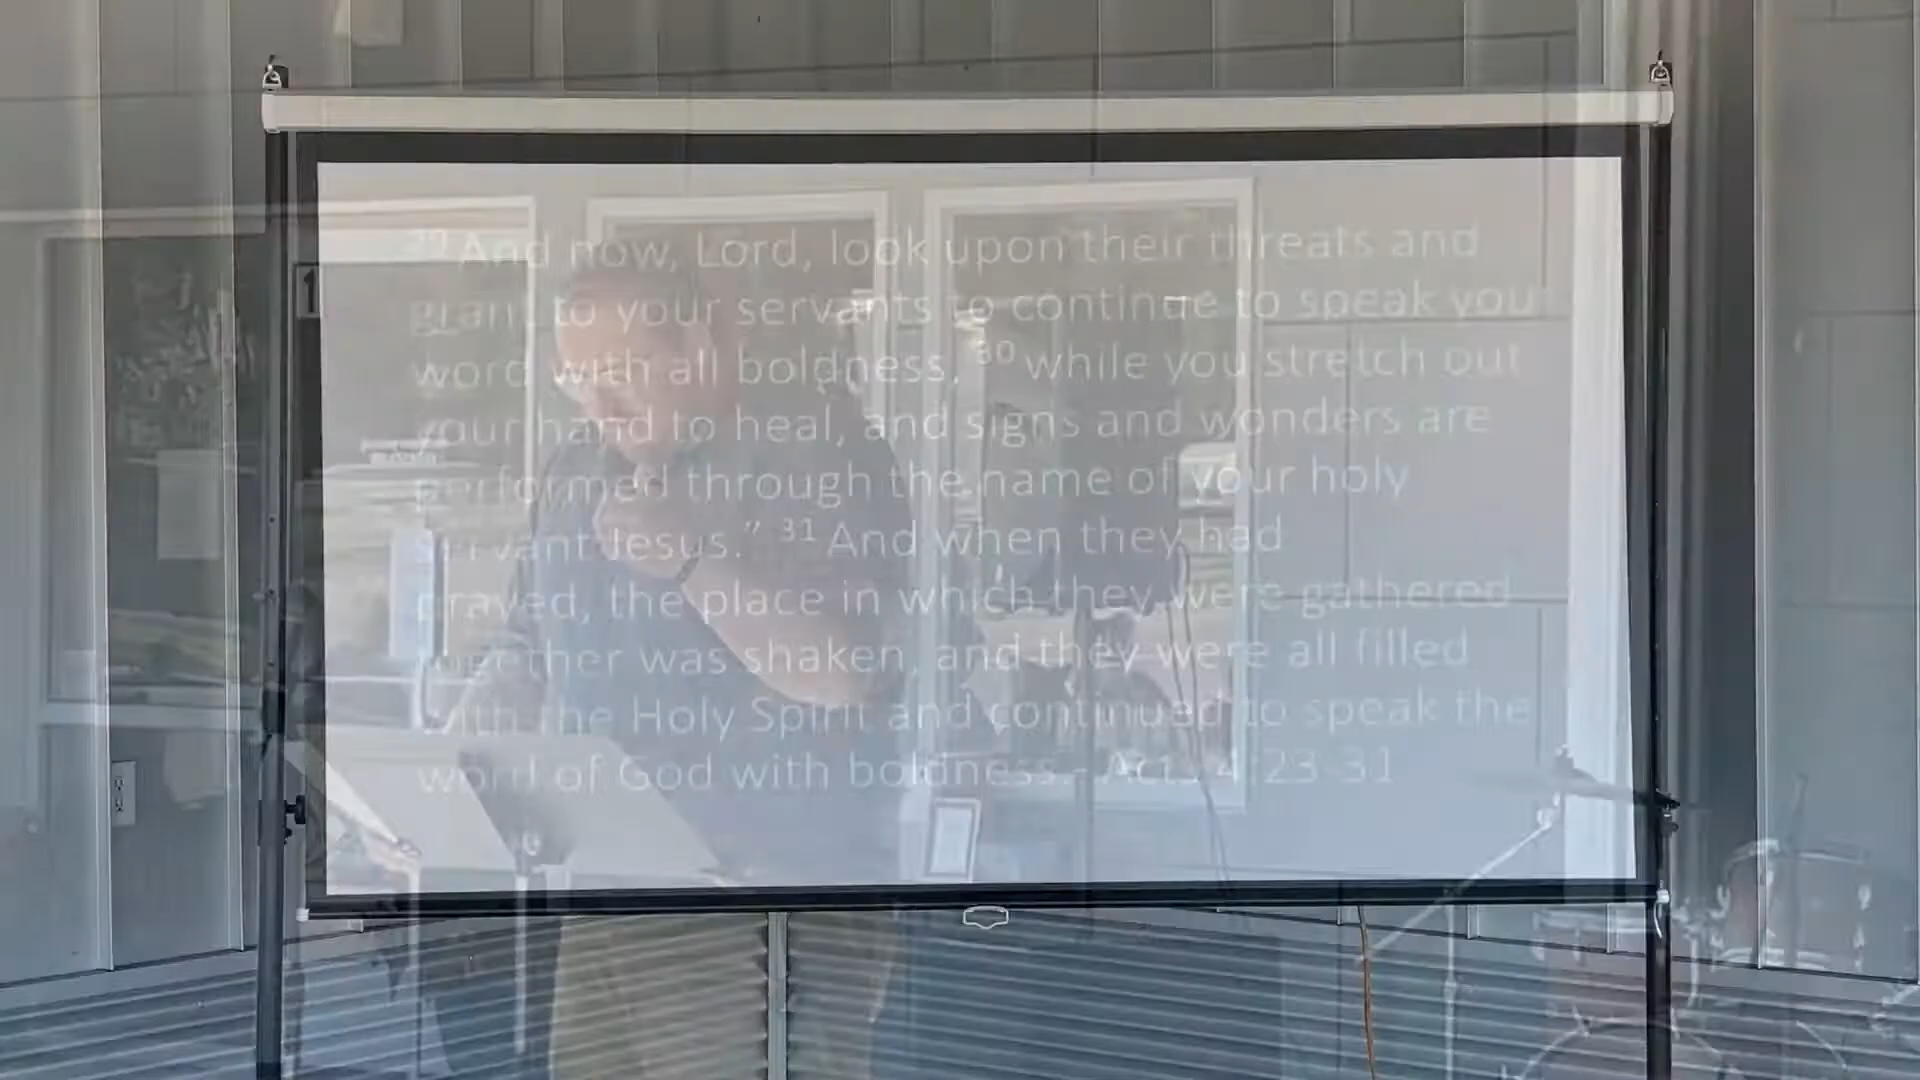 ²⁹ "And now, Lord, look upon their threats and
grant to your servants to continue to speak you
word with all boldness, ³⁰ while you stretch out
your hand to heal, and signs and wonders are
performed through the name of your holy
servant Jesus." ³¹ And when they had
prayed, the place in which they were gathered
together was shaken, and they were all filled
with the Holy Spirit and continued to speak the
word of God with boldness - Acts 4:23-31
1